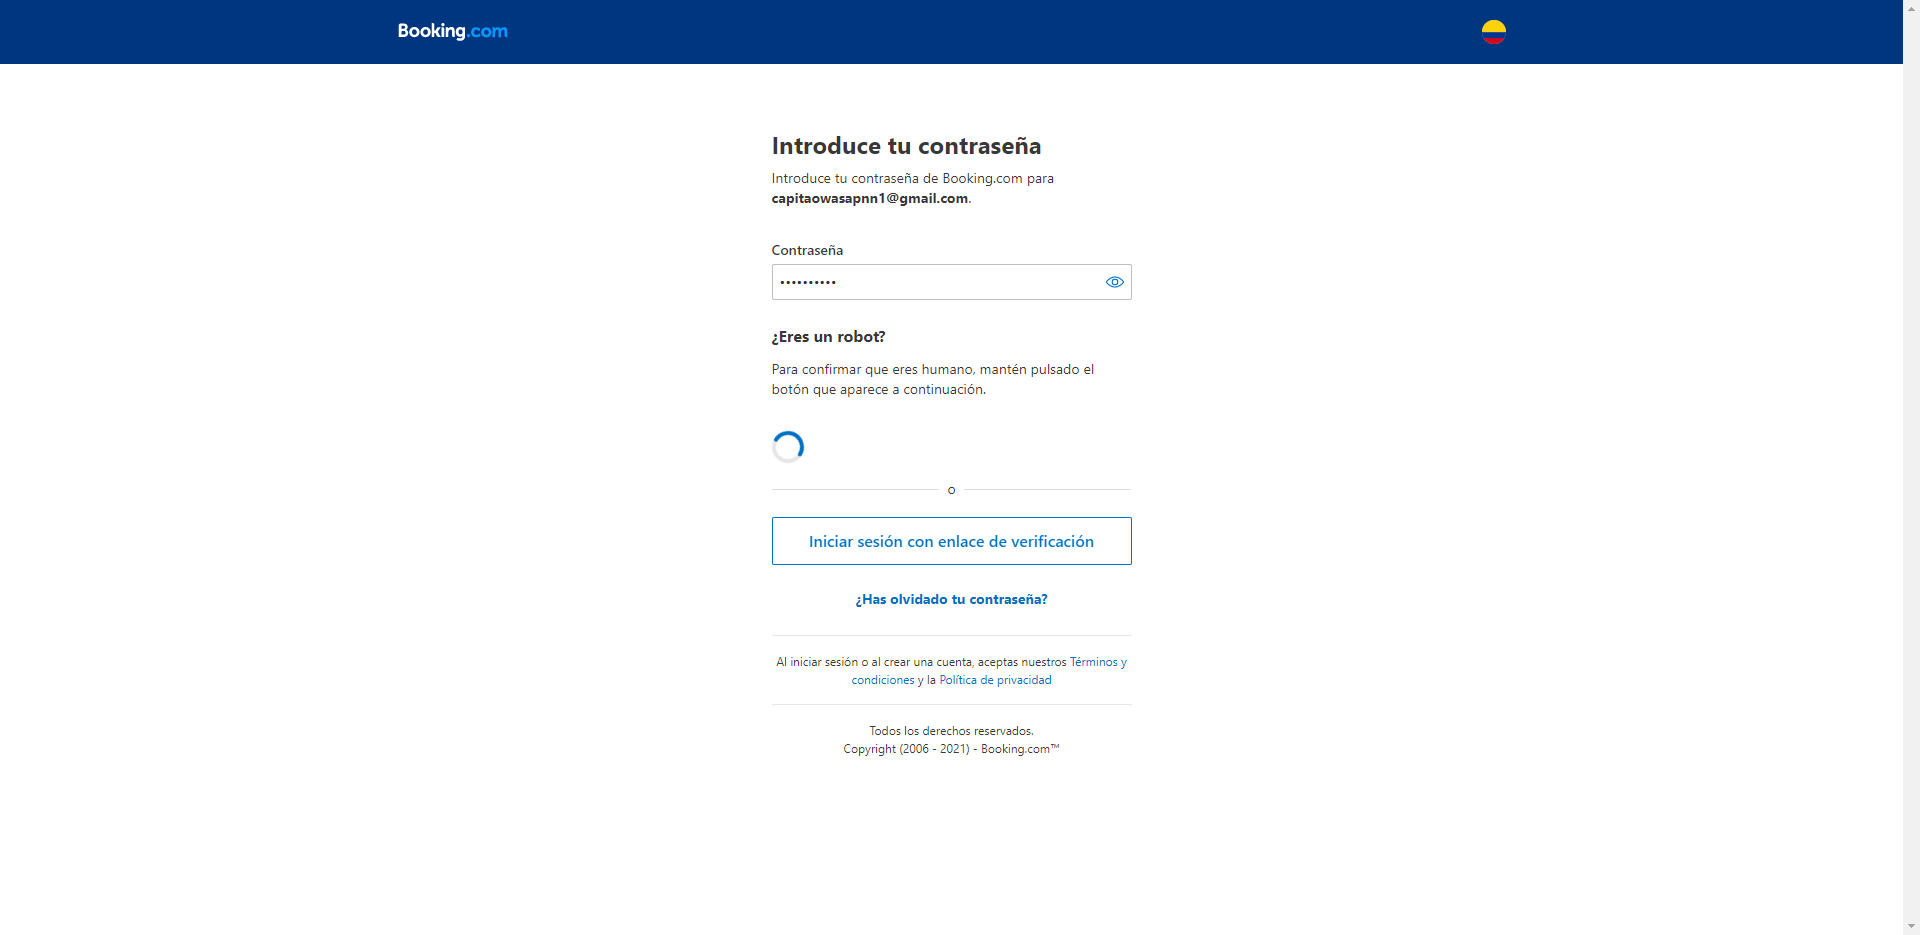 Booking.com
Introduce tu contraseña
Introduce tu contraseña de Booking.com para
capitaowasapnn1@gmail.com.
Contraseña
••••••••••
¿Eres un robot?
Para confirmar que eres humano, mantén pulsado el
botón que aparece a continuación.
o
Iniciar sesión con enlace de verificación
¿Has olvidado tu contraseña?
Al iniciar sesión o al crear una cuenta, aceptas nuestros Términos y
condiciones y la Política de privacidad
Todos los derechos reservados.
Copyright (2006 - 2021) - Booking.com™